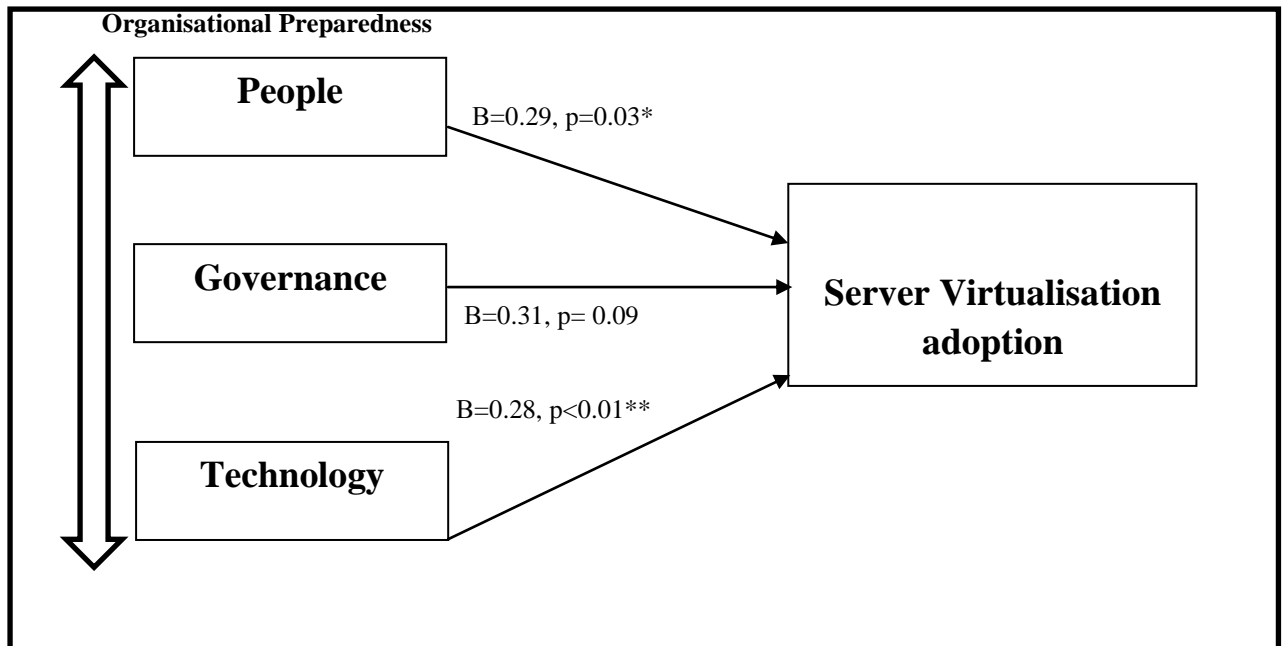 Organisational Preparedness
People
B=0.29, p=0.03*
Governance
B=0.31, p= 0.09
Server Virtualisation
adoption
B=0.28, p<0.01**
Technology